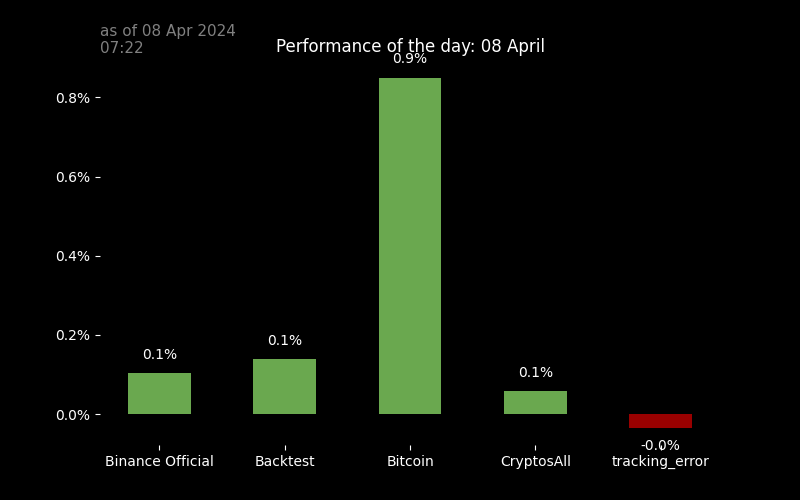 as of 08 Apr 2024
07:22
Performance of the day: 08 April
0.9%
0.8%
0.6%
0.4%
0.2%
0.0%
0.1%
0.1%
0.1%
-0.0%
Binance Official
Backtest
Bitcoin
CryptosAll
tracking_error